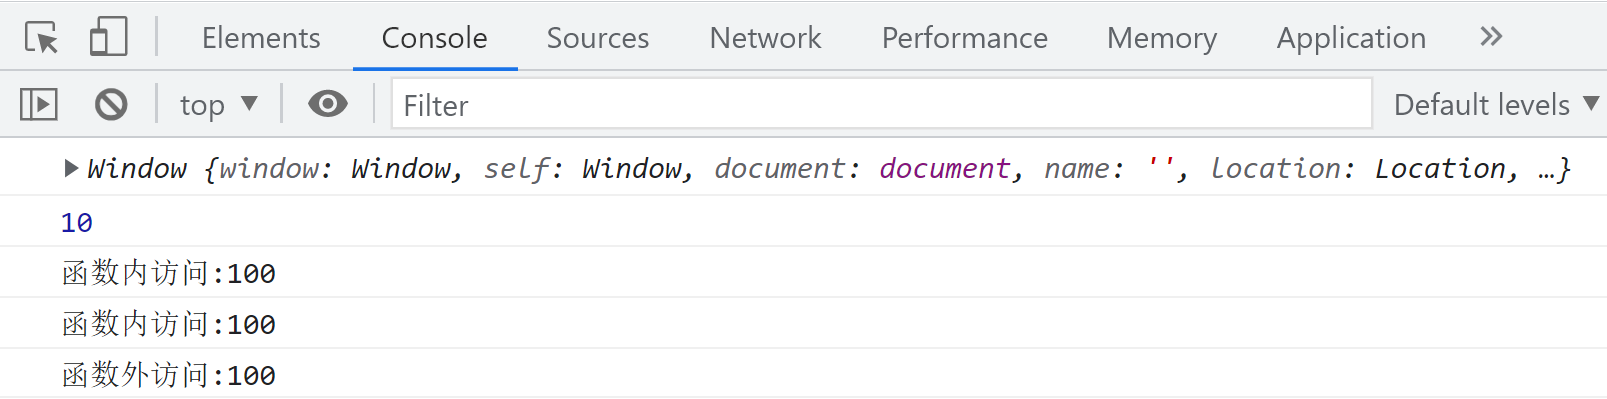 Elements Console Sources Network Performance Memory Application
top Filter Default levels
Window {window: Window, self: Window, document: document, name: '', location: Location, …}
10
函数内访问:100
函数内访问:100
函数外访问:100